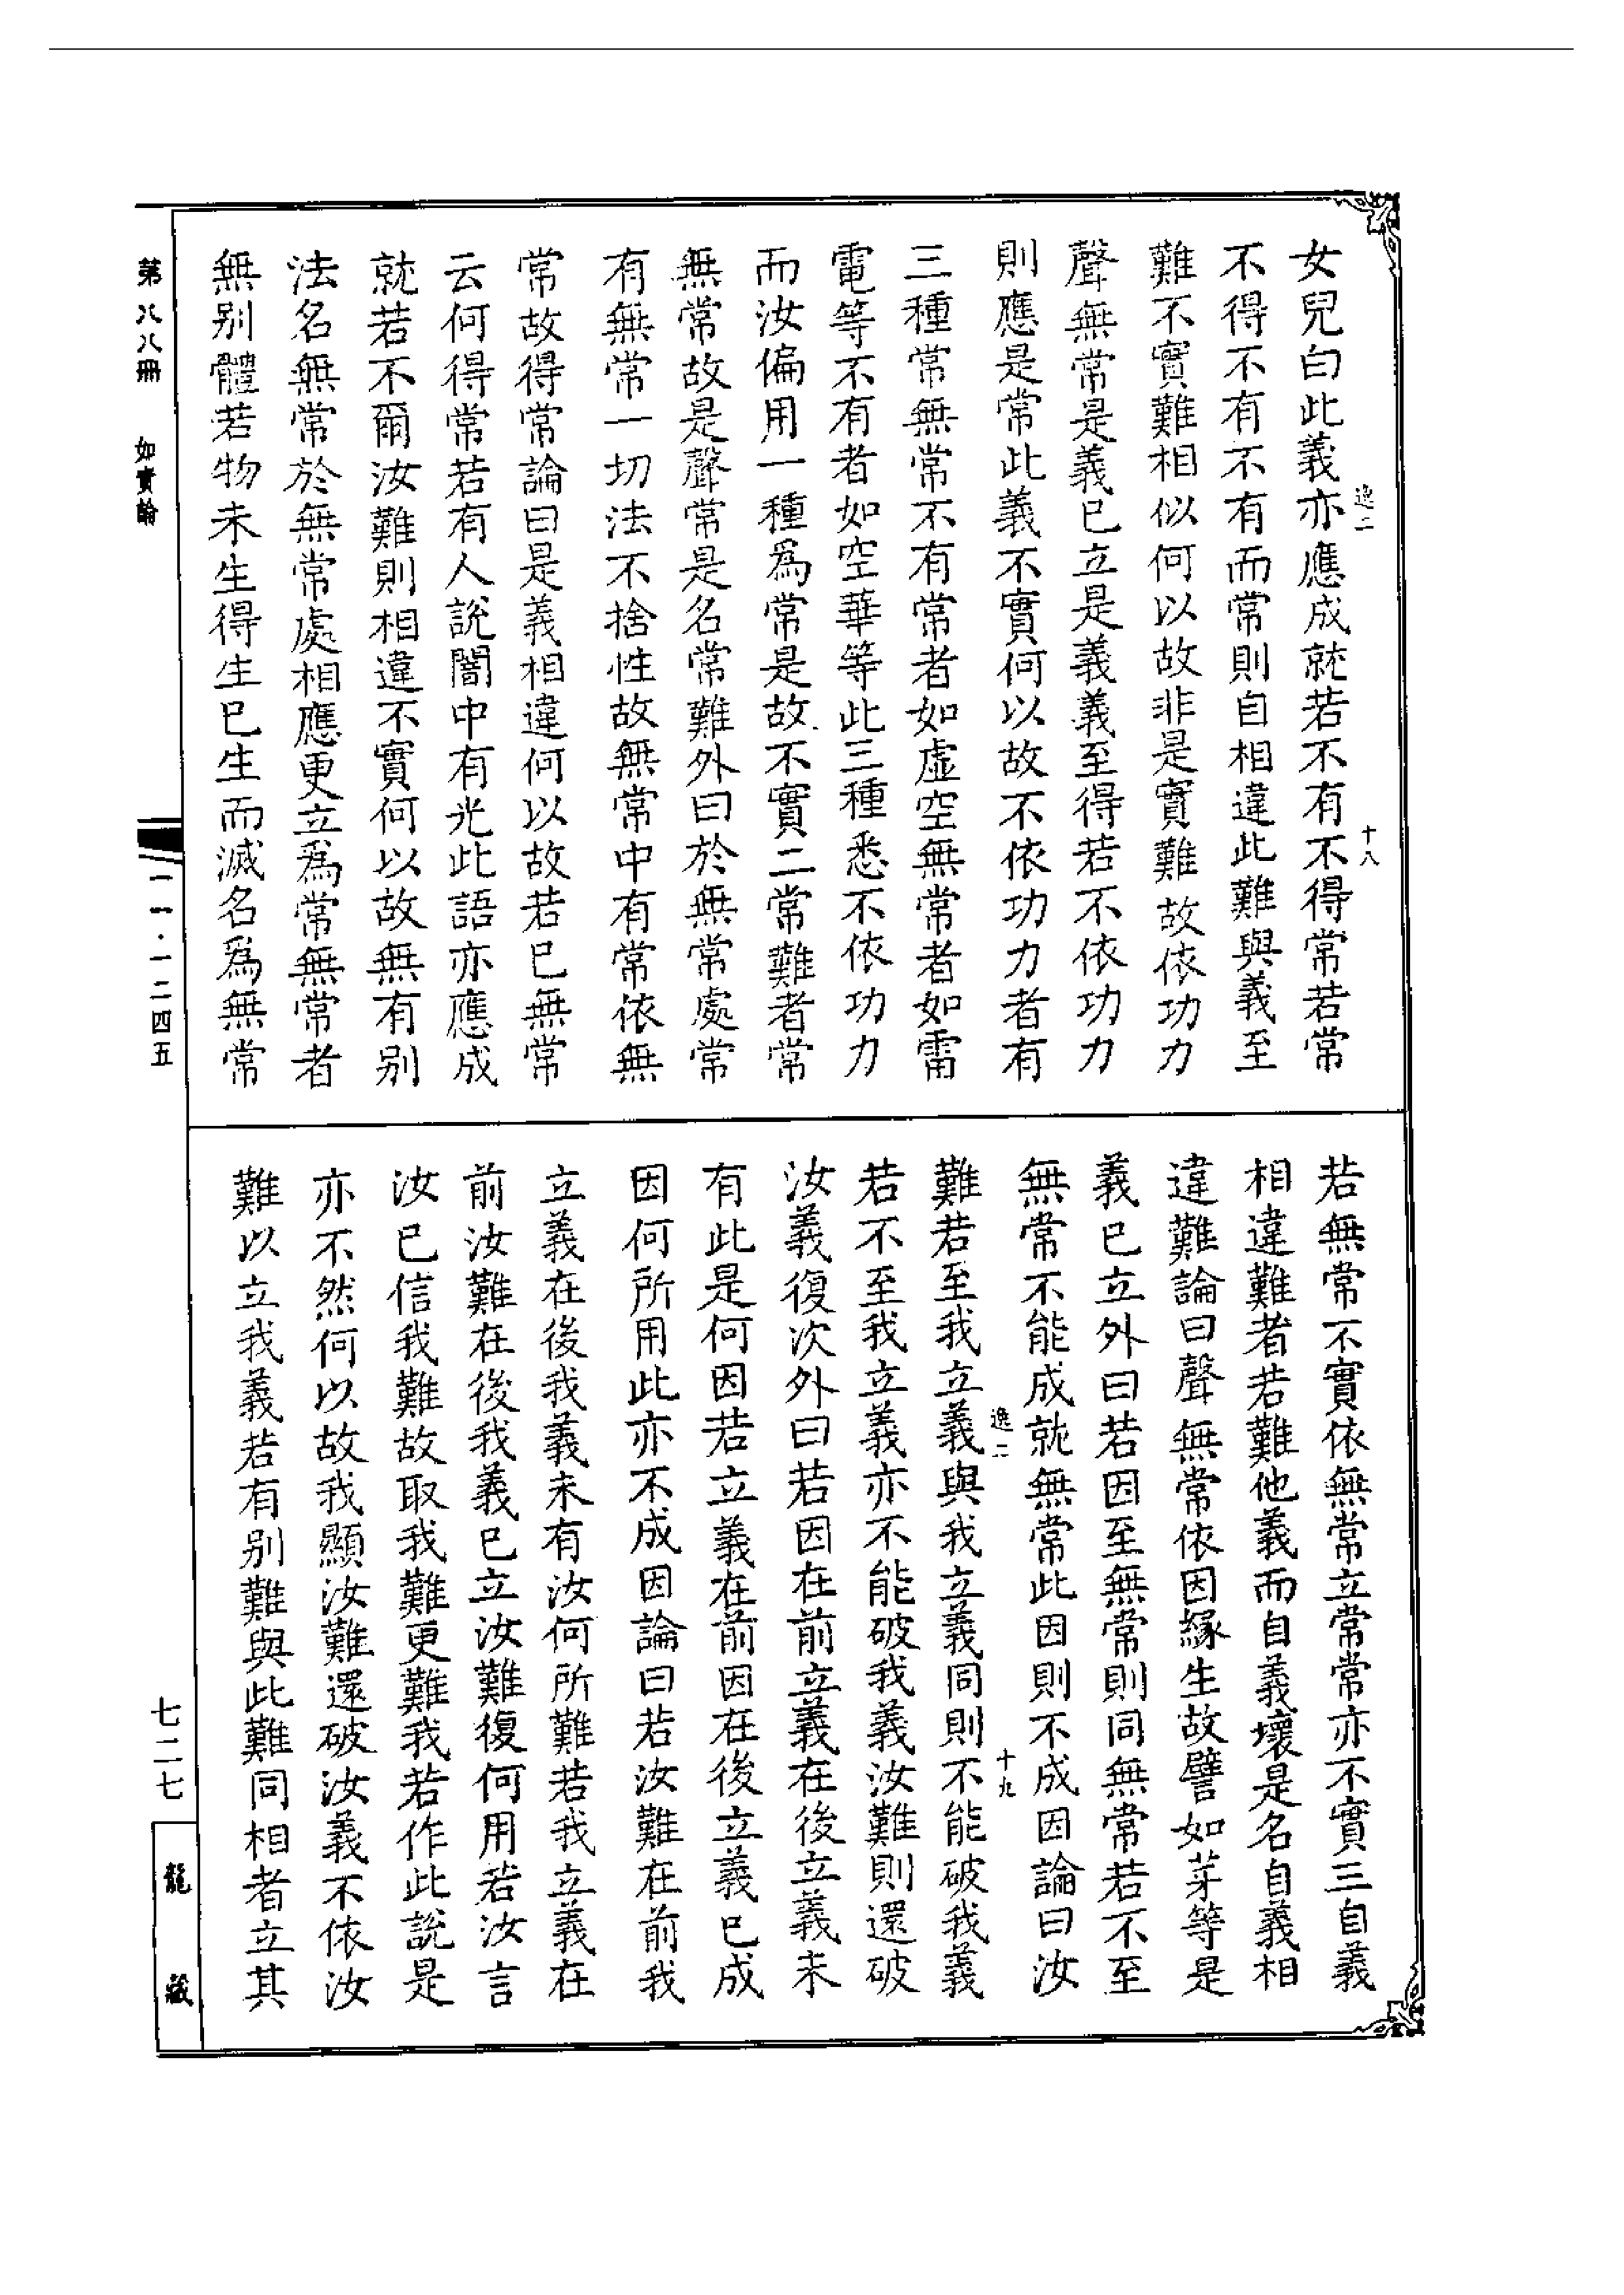 女兒白此義亦應成就若不有不得常若常
逸二
十八
不得不有不有而常則自相違此難與義至
難不實難相似何以故非是實難故依功力
聲無常是義已立是義義至得若不依功力
則應是常此義不實何以故不依功力者有
三種常無常不有常者如虛空無常者如雷
電等不有者如空華等此三種悉不依功力
而汝偏用一種爲常是故不實二常難者常
無常故是聲常是名常難外曰於無常處常
有無常一切法不捨性故無常中有常依無
常故得常論曰是義相違何以故若已無常
云何得常若有人說闇中有光此語亦應成
就若不爾汝難則相違不實何以故無有别
法名無常於無常處相應更立爲常無常者
無别體若物未生得生已生而滅名爲無常
若無常不實依無常立常常亦不實三自義
相違難者若難他義而自義壞是名自義相
違難論曰聲無常依因緣生故譬如芽等是
義已立外曰若因至無常則同無常若不至
無常不能成就無常此因則不成因論曰汝
逸二
十九
難若至我立義與我立義同則不能破我義
若不至我立義亦不能破我義汝難則還破
汝義復次外曰若因在前立義在後立義未
有此是何因若立義在前因在後立義已成
因何所用此亦不成因論曰若汝難在前我
立義在後我義未有汝何所難若我立義在
前汝難在後我義已立汝難復何用若汝言
汝已信我難故取我難更難我若作此說是
亦不然何以故我顯汝難還破汝義不依汝
難以立我義若有别難與此難同相者立其
第八八冊
如實論
一一一·一二四五
七二七
龍藏